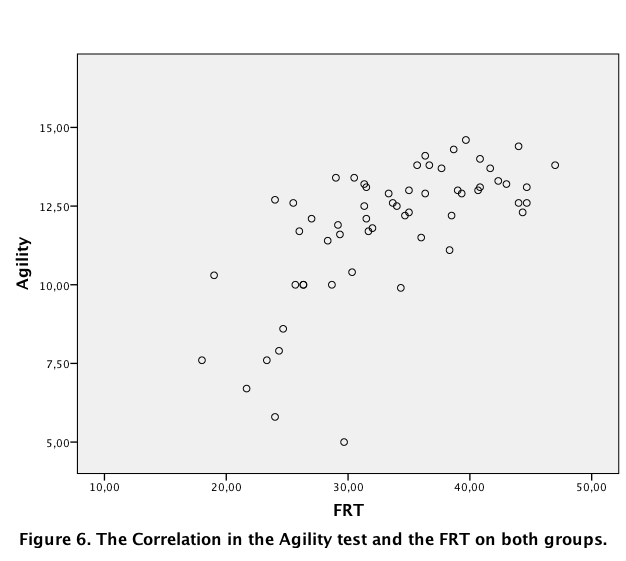 15,00
12,50
10,00
7,50
5,00
Agility
10,00 20,00 30,00 40,00 50,00
FRT
Figure 6. The Correlation in the Agility test and the FRT on both groups.